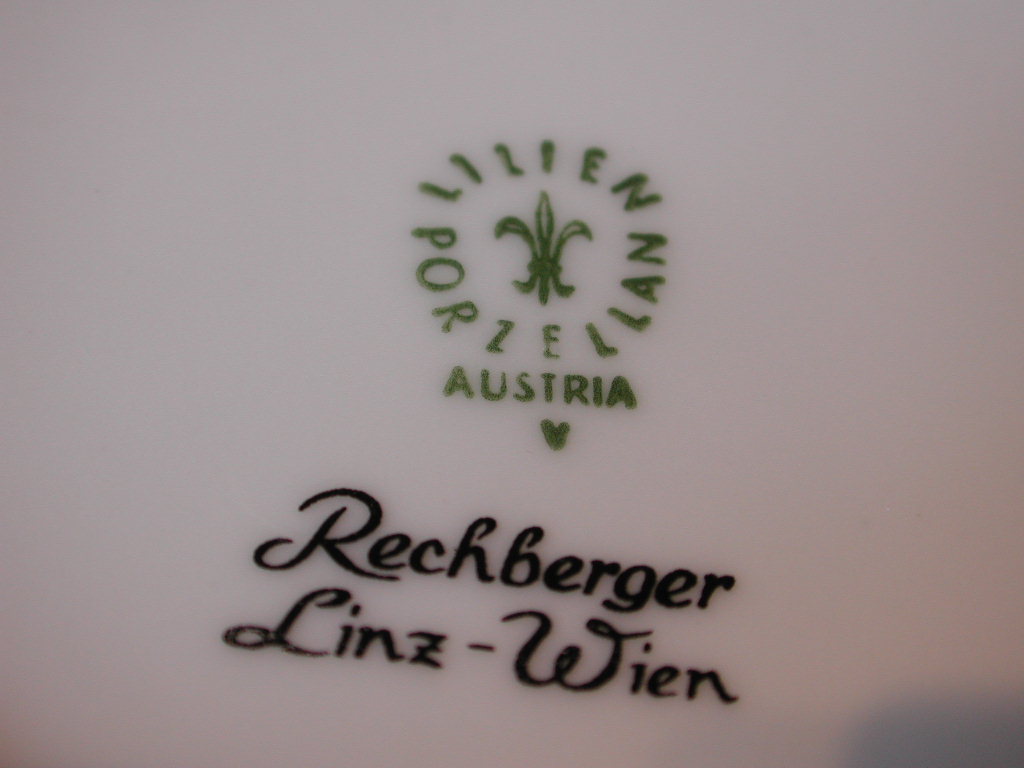 LILIEN PORZELLAN
AUSTRIA
Rechberger
Linz - Wien